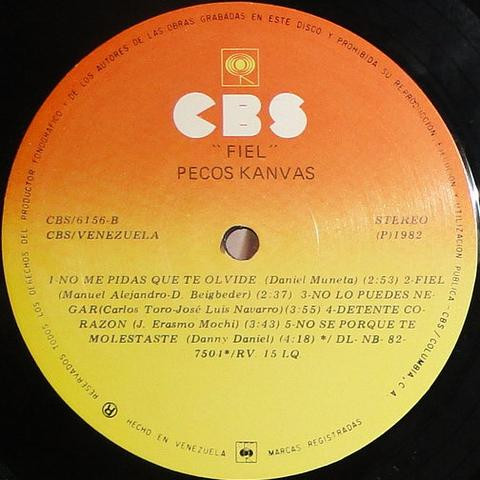 RESERVADOS TODOS LOS DERECHOS DEL PRODUCTOR FONOGRAFICO Y DE LOS AUTORES DE LAS OBRAS GRABADAS EN ESTE DISCO Y PROHIBIDA SU REPRODUCCION, EJECUCION Y UTILIZACION PUBLICA - CBS/COLUMBIA, C.A.
CBS
"FIEL"
PECOS KANVAS
CBS/6156-B STEREO
CBS/VENEZUELA (P)1982
1-NO ME PIDAS QUE TE OLVIDE (Daniel Muneta) (2:53) 2-FIEL
(Manuel Alejandro-D. Beigbeder) (2:37) 3-NO LO PUEDES NE-
GAR(Carlos Toro-José Luis Navarro)(3:55) 4-DETENTE CO-
RAZON (J. Erasmo Mochi) (3:43) 5-NO SE PORQUE TE
MOLESTASTE (Danny Daniel) (4:18) */ DL- NB- 82-
7504*/RV. 15 LQ
R HECHO EN VENEZUELA MARCAS REGISTRADAS